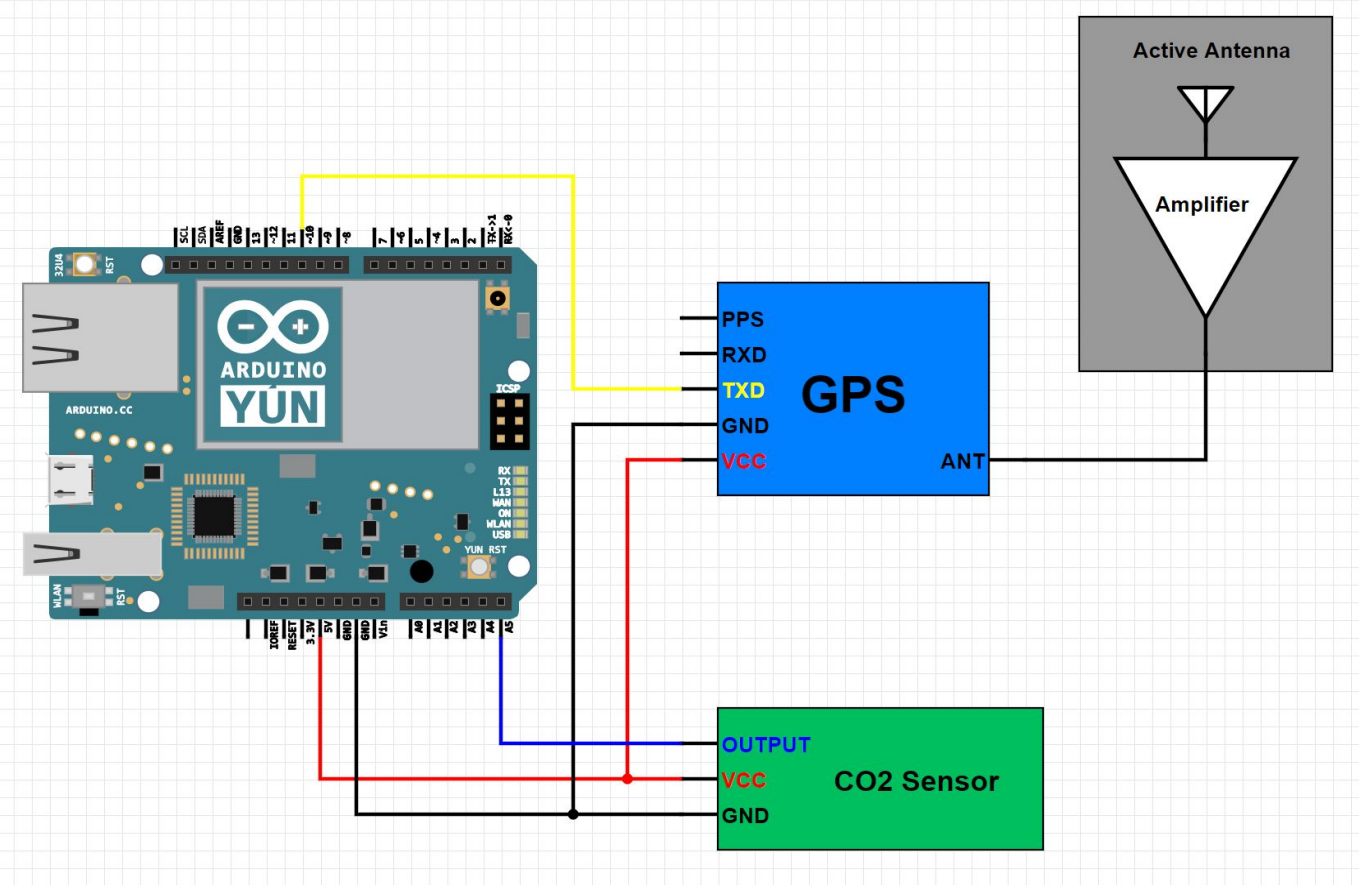 Active Antenna
Amplifier
SCL
SDA
AREF
GND
13
~12
11
~10
~9
~8
7
~6
5
~4
3
2
TX->1
RX<-0
32U4
RST
ARDUINO
YÚN
ICSP
ARDUINO.CC
RX
TX
L13
WAN
ON
WLAN
USB
YUN RST
WLAN
RST
IOREF
RESET
3.3V
5V
GND
GND
Vin
A0
A1
A2
A3
A4
A5
PPS
RXD
TXD
GND
VCC
GPS
ANT
OUTPUT
VCC
GND
CO2 Sensor